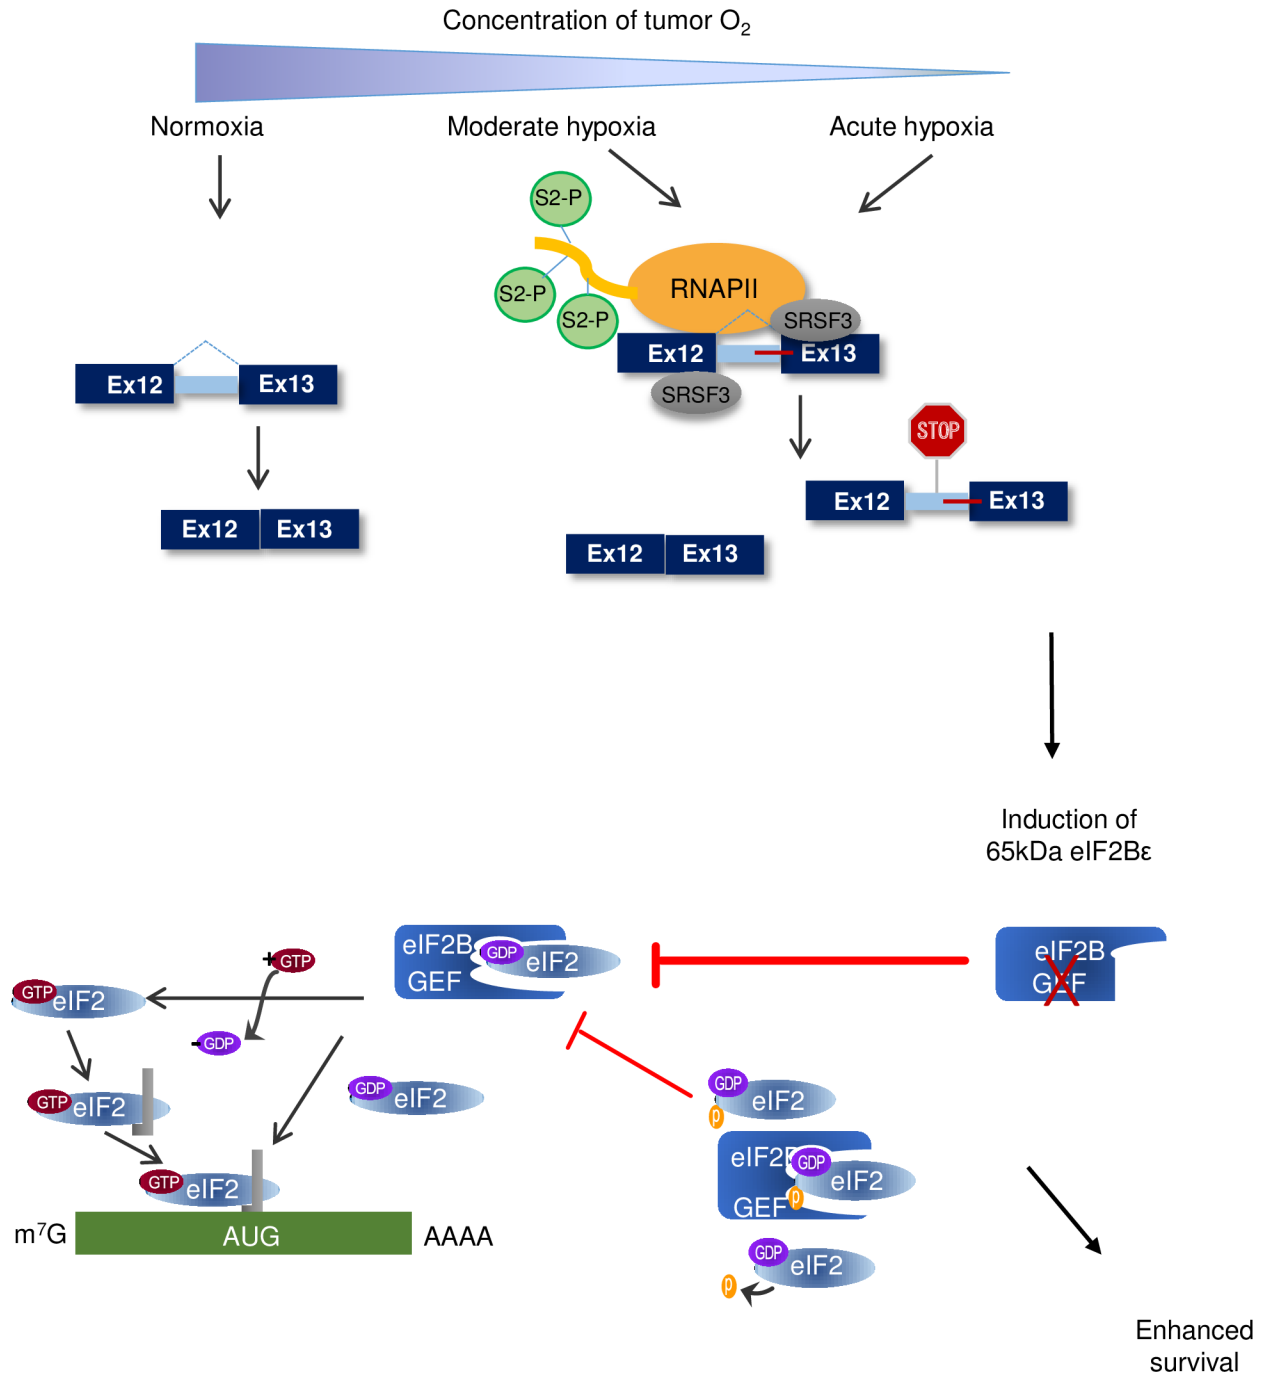 Concentration of tumor O₂
Normoxia
Moderate hypoxia
Acute hypoxia
S2-P
S2-P
S2-P
RNAPII
SRSF3
Ex12
Ex13
SRSF3
Ex12
Ex13
STOP
Ex12
Ex13
Ex12
Ex13
Ex12
Ex13
Induction of
65kDa eIF2Bε
eIF2B
GEF
GDP
eIF2
eIF2B
GEF
+GTP
GTP
eIF2
-GDP
GTP
eIF2
GDP
eIF2
GDP
eIF2
p
eIF2B
GDP
eIF2
GEF
p
GTP
eIF2
m⁷G
AUG
AAAA
GDP
eIF2
p
Enhanced
survival